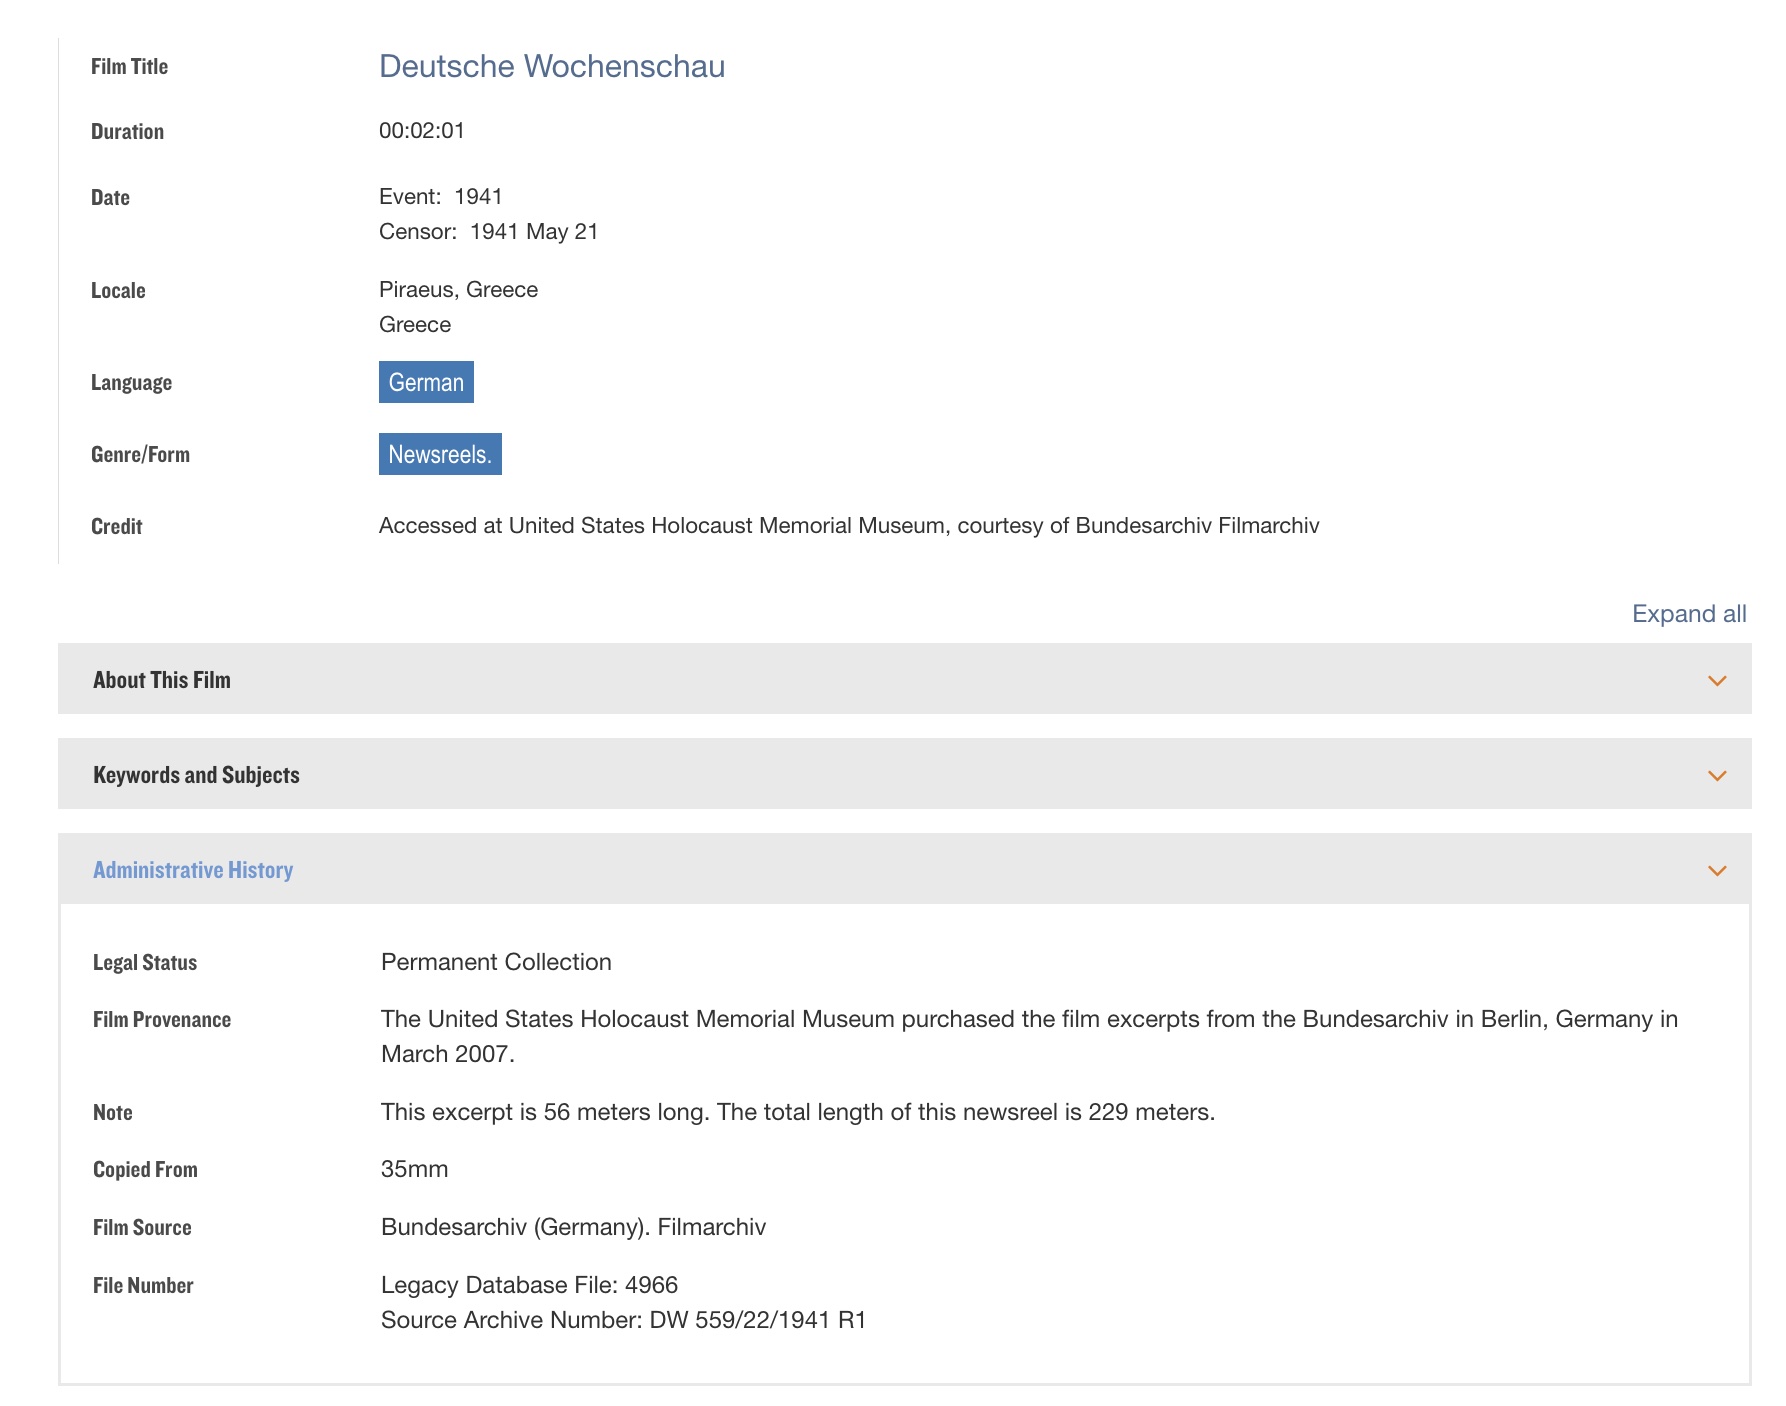 Film Title
Deutsche Wochenschau
Duration
00:02:01
Date
Event: 1941
Censor: 1941 May 21
Locale
Piraeus, Greece
Greece
Language
German
Genre/Form
Newsreels.
Credit
Accessed at United States Holocaust Memorial Museum, courtesy of Bundesarchiv Filmarchiv
Expand all
About This Film
Keywords and Subjects
Administrative History
Legal Status
Permanent Collection
Film Provenance
The United States Holocaust Memorial Museum purchased the film excerpts from the Bundesarchiv in Berlin, Germany in
March 2007.
Note
This excerpt is 56 meters long. The total length of this newsreel is 229 meters.
Copied From
35mm
Film Source
Bundesarchiv (Germany). Filmarchiv
File Number
Legacy Database File: 4966
Source Archive Number: DW 559/22/1941 R1